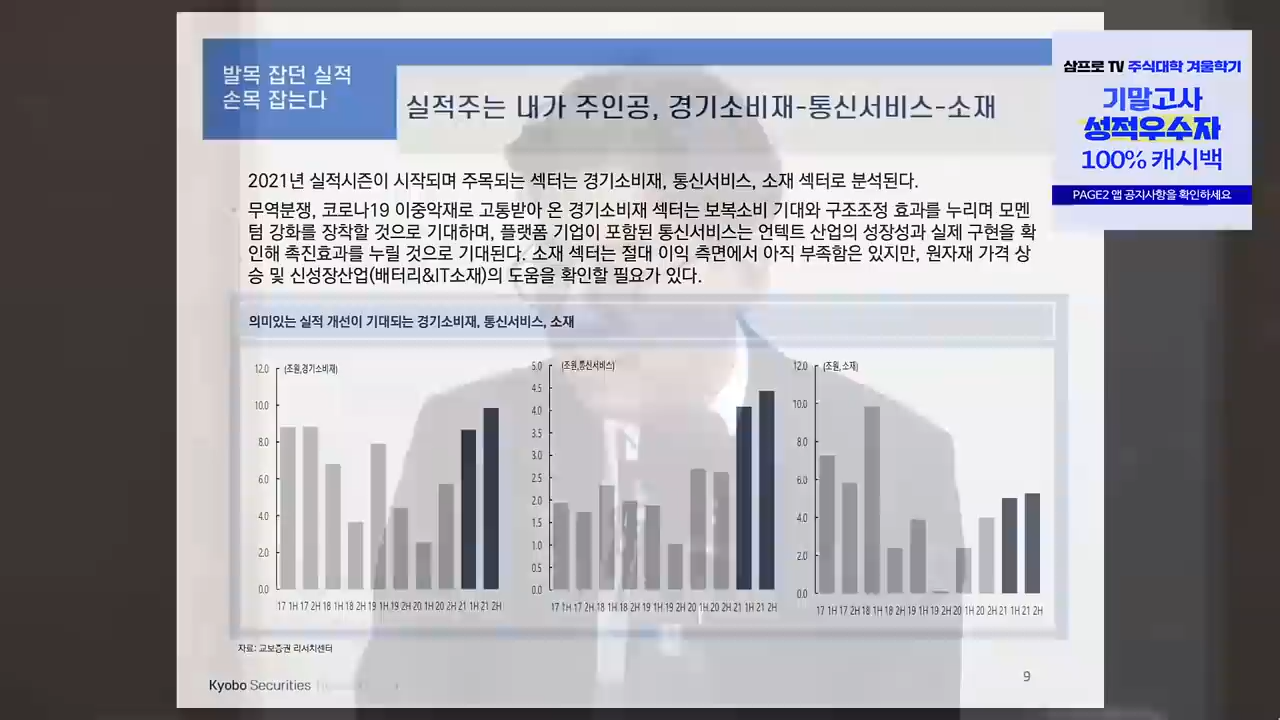 발목 잡던 실적
손목 잡는다
실적주는 내가 주인공, 경기소비재-통신서비스-소재
삼프로 TV 주식대학 겨울학기
기말고사
성적우수자
100% 캐시백
PAGE2 앱 공지사항을 확인하세요
2021년 실적시즌이 시작되며 주목되는 섹터는 경기소비재, 통신서비스, 소재 섹터로 분석된다.
무역분쟁, 코로나19 이중악재로 고통받아 온 경기소비재 섹터는 보복소비 기대와 구조조정 효과를 누리며 모멘
텀 강화를 장착할 것으로 기대하며, 플랫폼 기업이 포함된 통신서비스는 언텍트 산업의 성장성과 실제 구현을 확
인해 촉진효과를 누릴 것으로 기대된다. 소재 섹터는 절대 이익 측면에서 아직 부족함은 있지만, 원자재 가격 상
승 및 신성장산업(배터리&IT소재)의 도움을 확인할 필요가 있다.
의미있는 실적 개선이 기대되는 경기소비재, 통신서비스, 소재
(조원,경기소비재)
12.0
10.0
8.0
6.0
4.0
2.0
0.0
17 1H 17 2H 18 1H 18 2H 19 1H 19 2H 20 1H 20 2H 21 1H 21 2H
(조원,통신서비스)
5.0
4.5
4.0
3.5
3.0
2.5
2.0
1.5
1.0
0.5
0.0
17 1H 17 2H 18 1H 18 2H 19 1H 19 2H 20 1H 20 2H 21 1H 21 2H
(조원,소재)
12.0
10.0
8.0
6.0
4.0
2.0
0.0
17 1H 17 2H 18 1H 18 2H 19 1H 19 2H 20 1H 20 2H 21 1H 21 2H
자료: 교보증권 리서치센터
Kyobo Securities
9